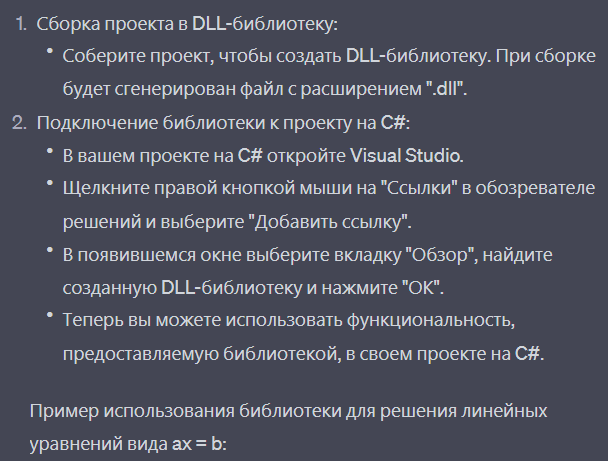 1. Сборка проекта в DLL-библиотеку:
• Соберите проект, чтобы создать DLL-библиотеку. При сборке
будет сгенерирован файл с расширением ".dll".
2. Подключение библиотеки к проекту на C#:
• В вашем проекте на C# откройте Visual Studio.
• Щелкните правой кнопкой мыши на "Ссылки" в обозревателе
решений и выберите "Добавить ссылку".
• В появившемся окне выберите вкладку "Обзор", найдите
созданную DLL-библиотеку и нажмите "ОК".
• Теперь вы можете использовать функциональность,
предоставляемую библиотекой, в своем проекте на C#.
Пример использования библиотеки для решения линейных
уравнений вида ax = b: